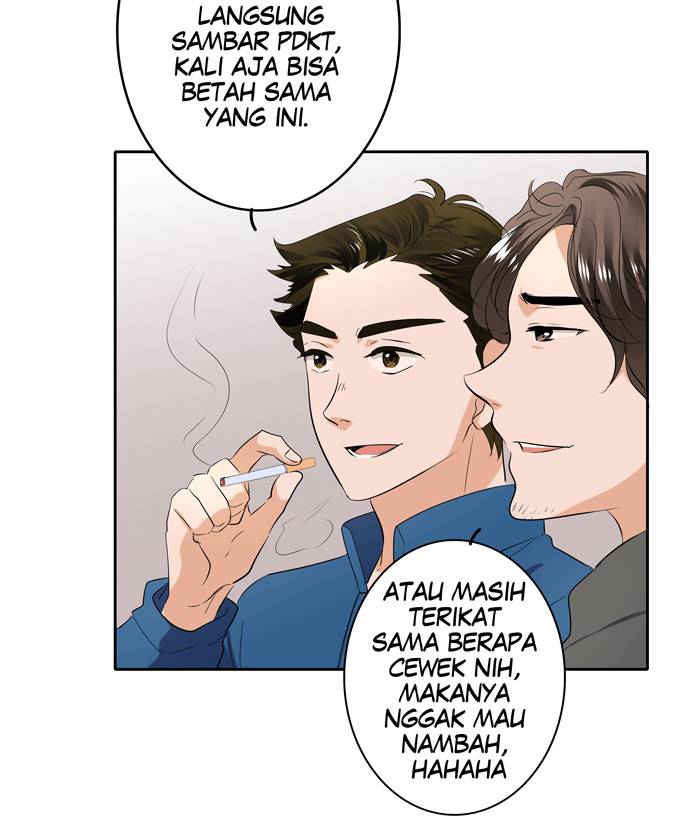 LANGSUNG
SAMBAR PDKT,
KALI AJA BISA
BETAH SAMA
YANG INI.
ATAU MASIH
TERIKAT
SAMA BERAPA
CEWEK NIH,
MAKANYA
NGGAK MAU
NAMBAH,
HAHAHA